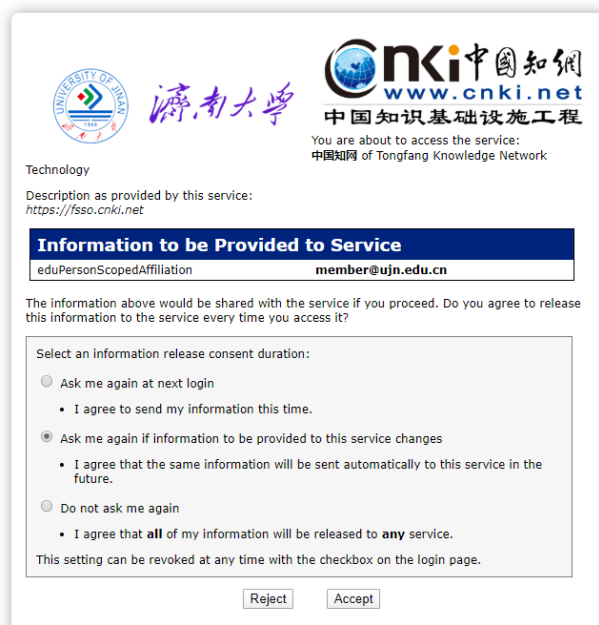 UNIVERSITY OF JINAN
1948
濟南大學
cnki中國知網
www.cnki.net
中国知识基础设施工程
You are about to access the service:
中国知网 of Tongfang Knowledge Network
Technology
Description as provided by this service:
https://fsso.cnki.net
Information to be Provided to Service
eduPersonScopedAffiliation member@ujn.edu.cn
The information above would be shared with the service if you proceed. Do you agree to release
this information to the service every time you access it?
Select an information release consent duration:
Ask me again at next login
• I agree to send my information this time.
Ask me again if information to be provided to this service changes
• I agree that the same information will be sent automatically to this service in the
future.
Do not ask me again
• I agree that all of my information will be released to any service.
This setting can be revoked at any time with the checkbox on the login page.
Reject Accept